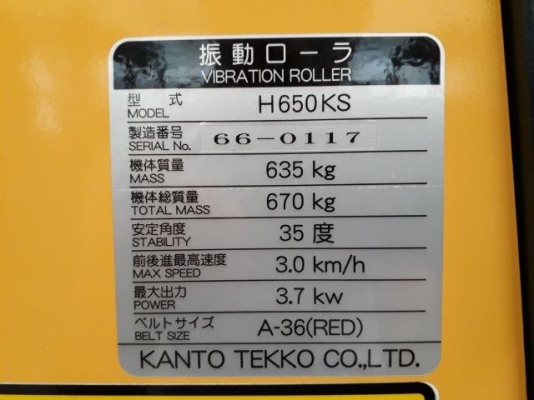 振動ローラ
VIBRATION ROLLER
型式 H650KS
MODEL
製造番号 66-0117
SERIAL No.
機体質量 635 kg
MASS
機体総質量 670 kg
TOTAL MASS
安定角度 35 度
STABILITY
前後進最高速度 3.0 km/h
MAX SPEED
最大出力 3.7 kw
POWER
ベルトサイズ A-36(RED)
BELT SIZE
KANTO TEKKO CO.,LTD.